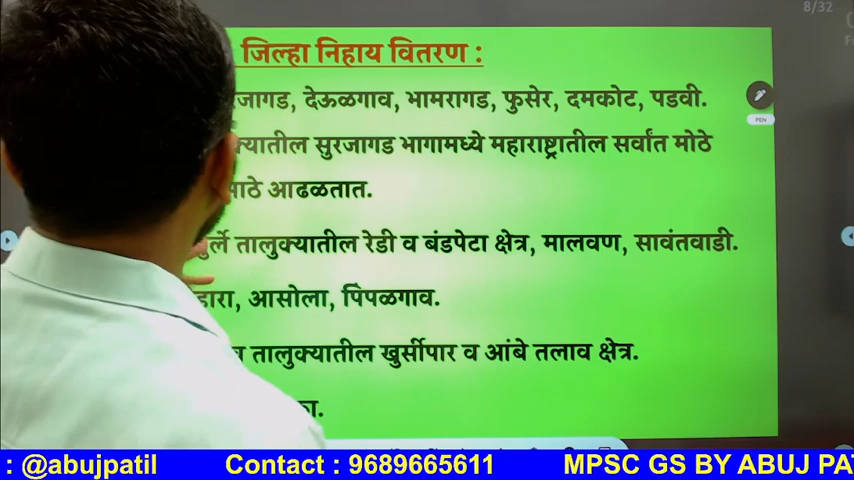 8/32
जिल्हा निहाय वितरण :
रजागड, देऊळगाव, भामरागड, फुसेर, दमकोट, पडवी.
क्यातील सुरजागड भागामध्ये महाराष्ट्रातील सर्वांत मोठे
साठे आढळतात.
गुर्ले तालुक्यातील रेडी व बंडपेटा क्षेत्र, मालवण, सावंतवाडी.
डारा, आसोला, पिंपळगाव.
व तालुक्यातील खुर्सीपार व आंबे तलाव क्षेत्र.
का.
PEN
: @abujpatil Contact : 9689665611 MPSC GS BY ABUJ PA